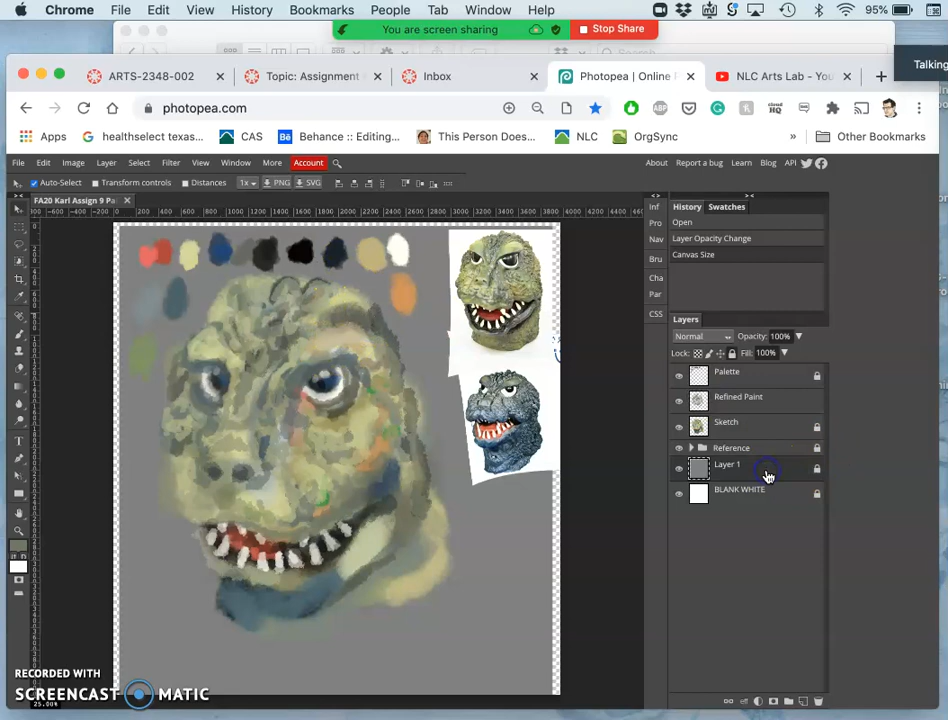 Chrome File Edit View History Bookmarks People Tab Window Help 95%
You are screen sharing Stop Share
Talking
ARTS-2348-002 Topic: Assignment Inbox Photopea | Online P NLC Arts Lab - You
photopea.com
Apps healthselect texas... CAS Behance :: Editing... This Person Does... NLC OrgSync Other Bookmarks
File Edit Image Layer Select Filter View Window More Account About Report a bug Learn Blog API
Auto-Select Transform controls Distances 1x PNG SVG
FA20 Karl Assign 9 Pa
Inf
Pro
Nav
Bru
Cha
Par
CSS
History Swatches
Open
Layer Opacity Change
Canvas Size
Layers
Normal Opacity: 100%
Lock: Fill: 100%
Palette
Refined Paint
Sketch
Reference
Layer 1
BLANK WHITE
RECORDED WITH
SCREENCAST MATIC
25.00%